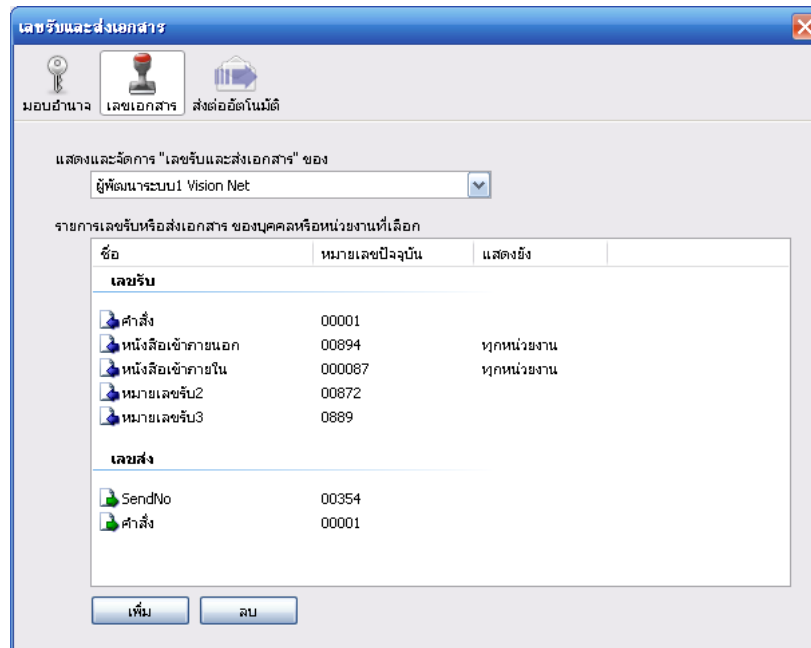 เลขรับและส่งเอกสาร
มอบอำนาจ เลขเอกสาร ส่งต่ออัตโนมัติ
แสดงและจัดการ "เลขรับและส่งเอกสาร" ของ
ผู้พัฒนาระบบ1 Vision Net
รายการเลขรับหรือส่งเอกสาร ของบุคคลหรือหน่วยงานที่เลือก
ชื่อ หมายเลขปัจจุบัน แสดงยัง
เลขรับ
คำสั่ง 00001
หนังสือเข้าภายนอก 00894 ทุกหน่วยงาน
หนังสือเข้าภายใน 000087 ทุกหน่วยงาน
หมายเลขรับ2 00872
หมายเลขรับ3 0889
เลขส่ง
SendNo 00354
คำสั่ง 00001
เพิ่ม ลบ